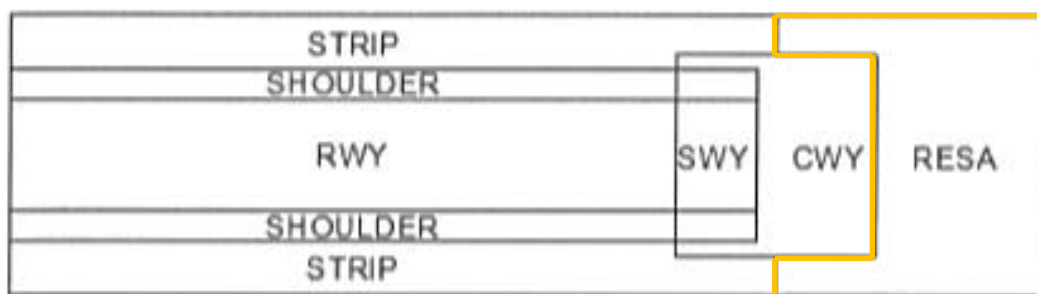 STRIP
SHOULDER
RWY SWY CWY RESA
SHOULDER
STRIP